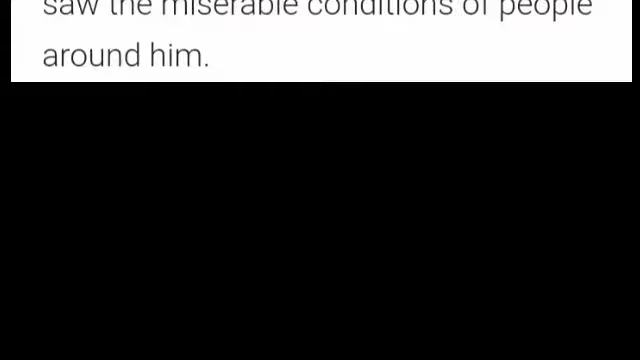 saw the miserable conditions of people
around him.